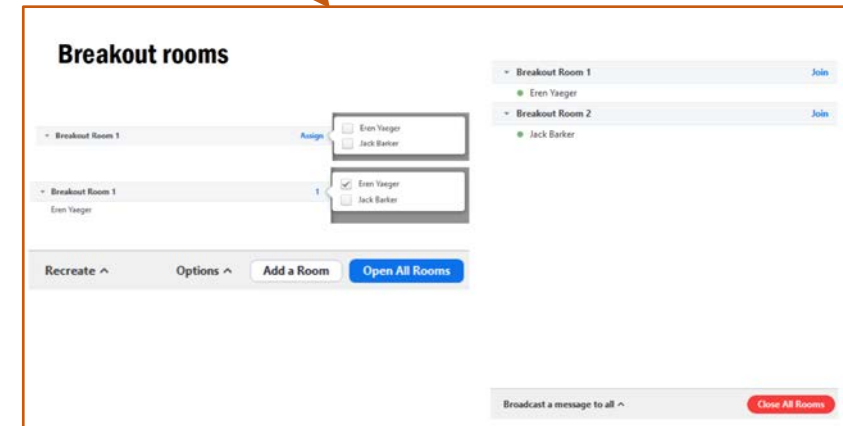 Breakout rooms
Breakout Room 1 Assign
Eren Yaeger
Jack Barker
Breakout Room 1 1
Eren Yaeger
Eren Yaeger
Jack Barker
Recreate Options Add a Room Open All Rooms
Breakout Room 1 Join
Eren Yaeger
Breakout Room 2 Join
Jack Barker
Broadcast a message to all Close All Rooms